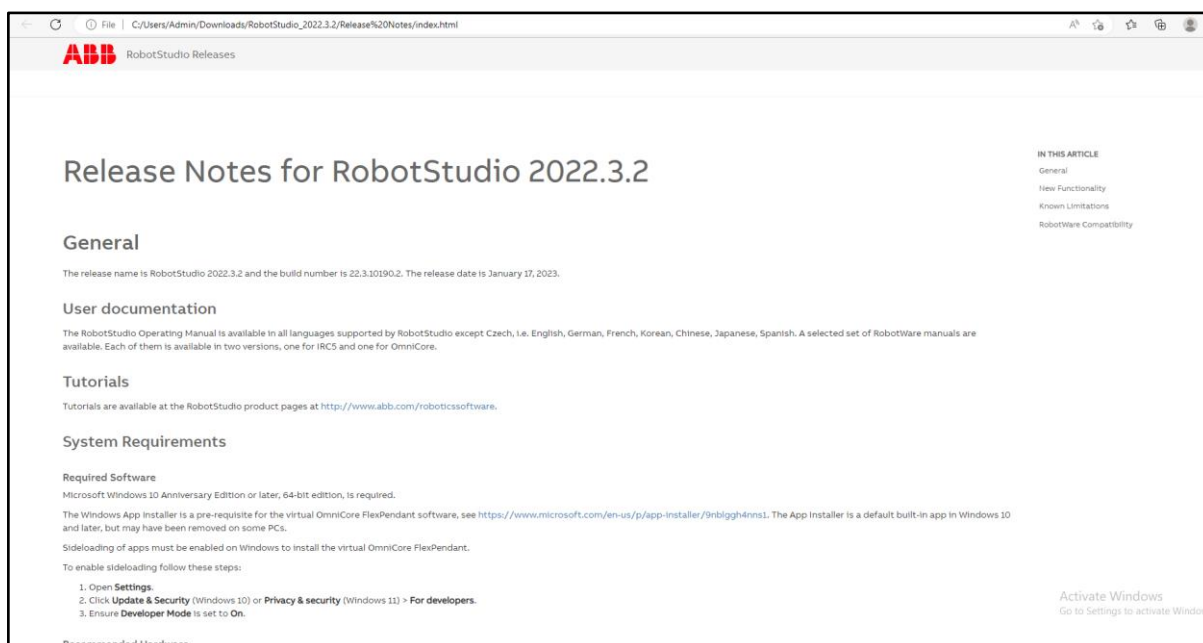 File | C:/Users/Admin/Downloads/RobotStudio_2022.3.2/Release%20Notes/index.html
ABB RobotStudio Releases
Release Notes for RobotStudio 2022.3.2
IN THIS ARTICLE
General
New Functionality
Known Limitations
RobotWare Compatibility
General
The release name is RobotStudio 2022.3.2 and the build number is 22.3.10190.2. The release date is January 17, 2023.
User documentation
The RobotStudio Operating Manual is available in all languages supported by RobotStudio except Czech, i.e. English, German, French, Korean, Chinese, Japanese, Spanish. A selected set of RobotWare manuals are
available. Each of them is available in two versions, one for IRC5 and one for OmniCore.
Tutorials
Tutorials are available at the RobotStudio product pages at http://www.abb.com/roboticssoftware.
System Requirements
Required Software
Microsoft Windows 10 Anniversary Edition or later, 64-bit edition, is required.
The Windows App Installer is a pre-requisite for the virtual OmniCore FlexPendant software, see https://www.microsoft.com/en-us/p/app-installer/9nblggh4nns1. The App Installer is a default built-in app in Windows 10
and later, but may have been removed on some PCs.
Sideloading of apps must be enabled on Windows to install the virtual OmniCore FlexPendant.
To enable sideloading follow these steps:
1. Open Settings.
2. Click Update & Security (Windows 10) or Privacy & security (Windows 11) > For developers.
3. Ensure Developer Mode is set to On.
Activate Windows
Go to Settings to activate Windo